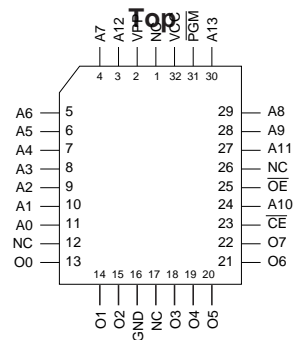 Top
A7 A12 VPP NC VCC PGM A13
4 3 2 1 32 31 30
A6 5 29 A8
A5 6 28 A9
A4 7 27 A11
A3 8 26 NC
A2 9 25 OE
A1 10 24 A10
A0 11 23 CE
NC 12 22 O7
O0 13 21 O6
14 15 16 17 18 19 20
O1 O2 GND NC O3 O4 O5